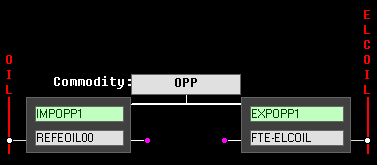 OIL
ELCOIL
Commodity: OPP
IMPOPP1
EXPOPP1
REFEOIL00
FTE-ELCOIL